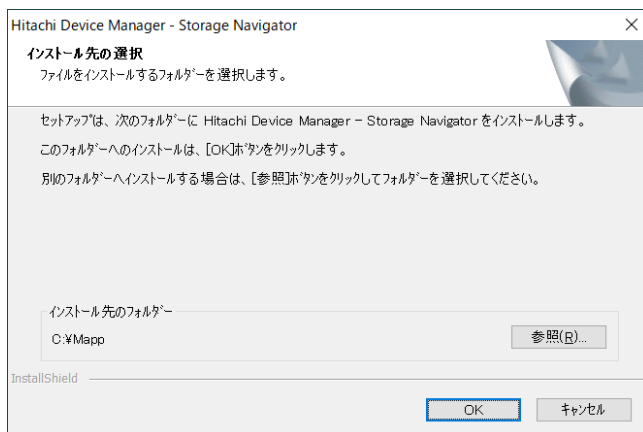 Hitachi Device Manager - Storage Navigator
インストール先の選択
ファイルをインストールするフォルダーを選択します。
セットアップは、次のフォルダーに Hitachi Device Manager - Storage Navigator をインストールします。
このフォルダーへのインストールは、[OK]ボタンをクリックします。
別のフォルダーへインストールする場合は、[参照]ボタンをクリックしてフォルダーを選択してください。
インストール先のフォルダー
C:¥Mapp
参照(R)...
InstallShield
OK
キャンセル